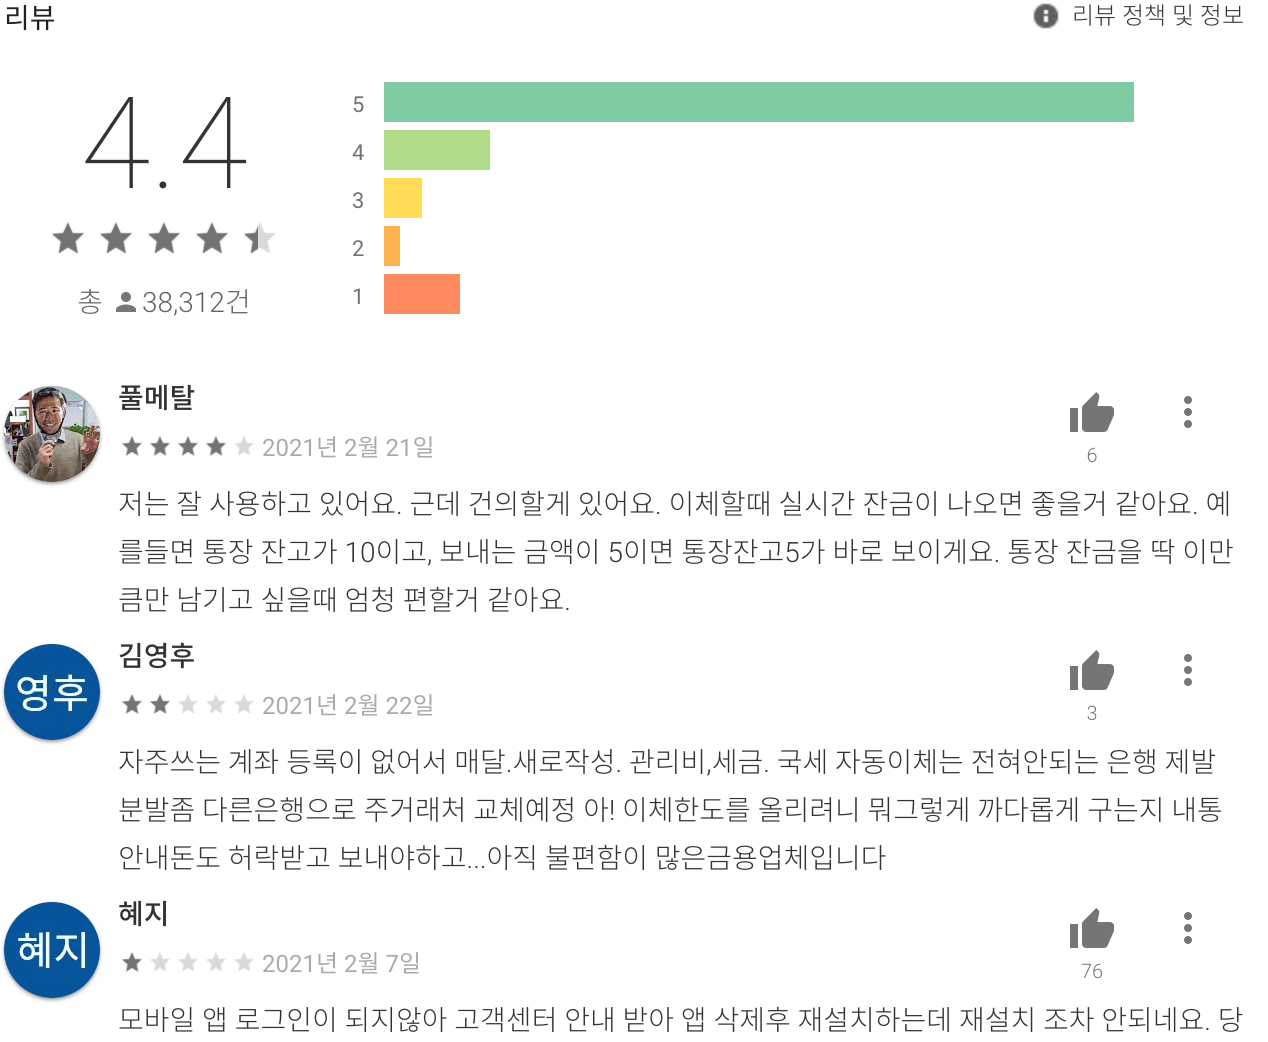 리뷰
리뷰 정책 및 정보
4.4
총 38,312건
5
4
3
2
1
풀메탈
2021년 2월 21일
6
저는 잘 사용하고 있어요. 근데 건의할게 있어요. 이체할때 실시간 잔금이 나오면 좋을거 같아요. 예
를들면 통장 잔고가 10이고, 보내는 금액이 5이면 통장잔고5가 바로 보이게요. 통장 잔금을 딱 이만
큼만 남기고 싶을때 엄청 편할거 같아요.
영후
김영후
2021년 2월 22일
3
자주쓰는 계좌 등록이 없어서 매달.새로작성. 관리비,세금. 국세 자동이체는 전혀안되는 은행 제발
분발좀 다른은행으로 주거래처 교체예정 아! 이체한도를 올리려니 뭐그렇게 까다롭게 구는지 내통
안내돈도 허락받고 보내야하고...아직 불편함이 많은금용업체입니다
혜지
혜지
2021년 2월 7일
76
모바일 앱 로그인이 되지않아 고객센터 안내 받아 앱 삭제후 재설치하는데 재설치 조차 안되네요. 당